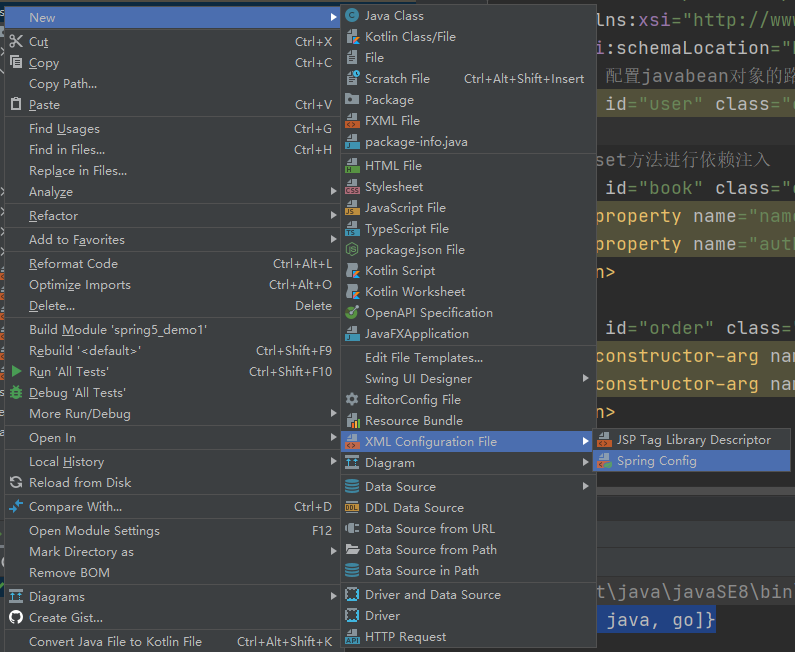 New
Cut Ctrl+X
Copy Ctrl+C
Copy Path...
Paste Ctrl+V
Find Usages Ctrl+G
Find in Files... Ctrl+H
Replace in Files...
Analyze
Refactor
Add to Favorites
Reformat Code Ctrl+Alt+L
Optimize Imports Ctrl+Alt+O
Delete... Delete
Build Module 'spring5_demo1'
Rebuild '<default>' Ctrl+Shift+F9
Run 'All Tests' Ctrl+Shift+F10
Debug 'All Tests'
More Run/Debug
Open In
Local History
Reload from Disk
Compare With... Ctrl+D
Open Module Settings F12
Mark Directory as
Remove BOM
Diagrams
Create Gist...
Convert Java File to Kotlin File Ctrl+Alt+Shift+K
Java Class
Kotlin Class/File
File
Scratch File Ctrl+Alt+Shift+Insert
Package
FXML File
package-info.java
HTML File
Stylesheet
JavaScript File
TypeScript File
package.json File
Kotlin Script
Kotlin Worksheet
OpenAPI Specification
JavaFXApplication
Edit File Templates...
Swing UI Designer
EditorConfig File
Resource Bundle
XML Configuration File
Diagram
Data Source
DDL Data Source
Data Source from URL
Data Source from Path
Data Source in Path
Driver and Data Source
Driver
HTTP Request
JSP Tag Library Descriptor
Spring Config
lns:xsi="http://ww
i:schemaLocation="
配置javabean对象的路
id="user" class="
set方法进行依赖注入
id="book" class="
property name="name
property name="aut
n>
id="order" class=
constructor-arg na
constructor-arg na
n>
t\java\javaSE8\bin
java, go]}